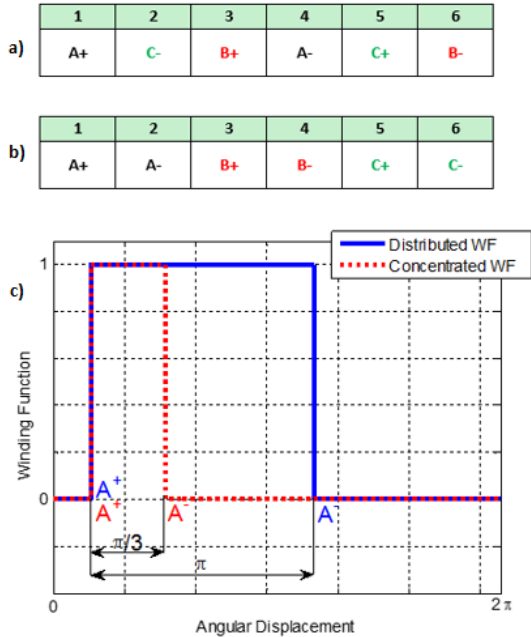 a)
1 2 3 4 5 6
A+ C- B+ A- C+ B-
b)
1 2 3 4 5 6
A+ A- B+ B- C+ C-
c)
Distributed WF
Concentrated WF
Winding Function
1
0
A+
A+ A- A-
π/3
π
0 2π
Angular Displacement